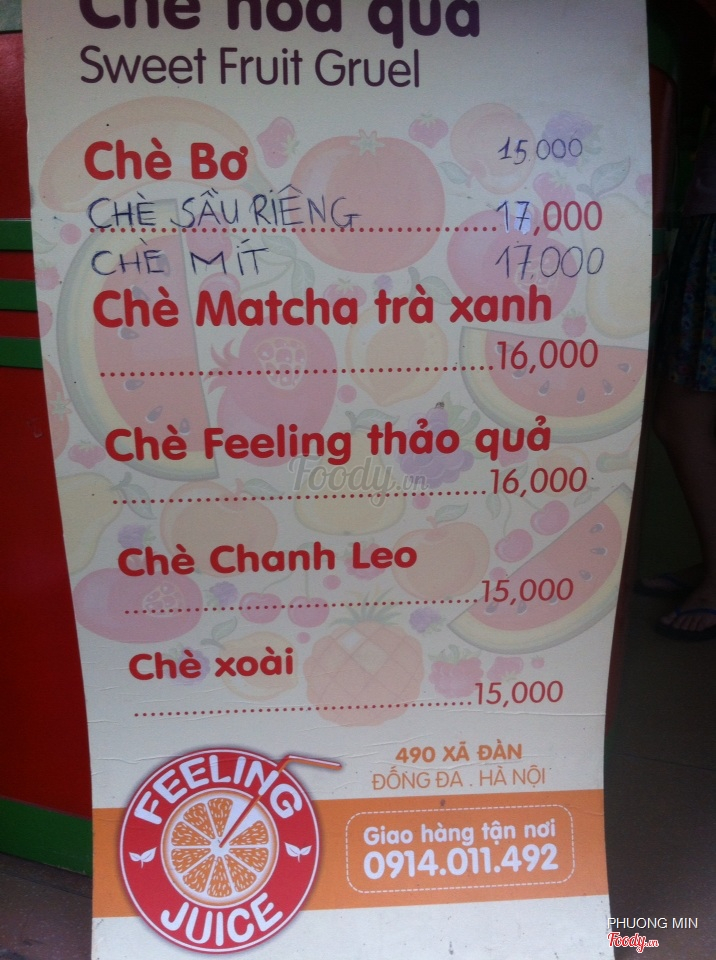 Chè hoa quả
Sweet Fruit Gruel
Chè Bơ 15.000
CHÈ SẦU RIÊNG ........ 17,000
CHÈ MÍT 17.000
Chè Matcha trà xanh
........ 16,000
Chè Feeling thảo quả
........ 16,000
Foody.vn
Chè Chanh Leo
........ 15,000
Chè xoài
........ 15,000
490 XÃ ĐÀN
ĐỐNG ĐA . HÀ NỘI
Giao hàng tận nơi
0914.011.492
FEELING
JUICE
PHUONG MIN
Foody.vn